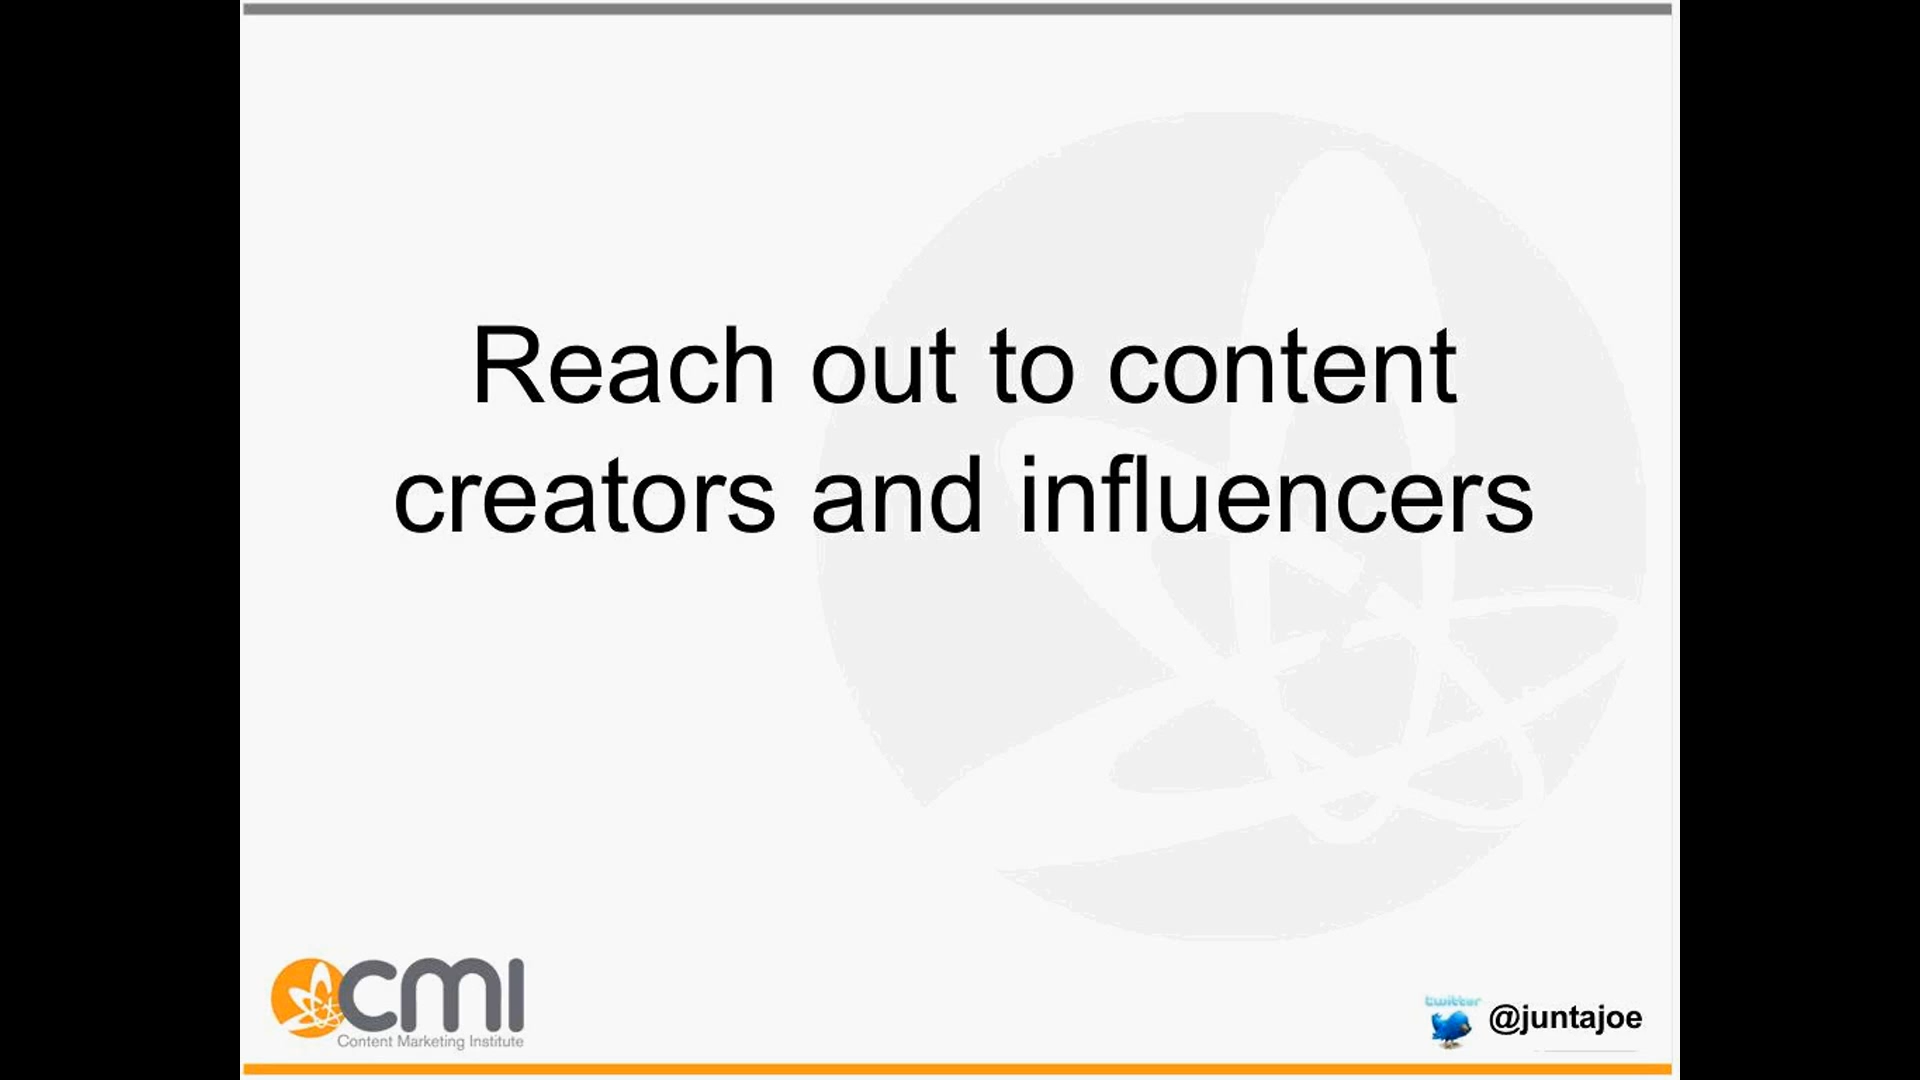 Reach out to content
creators and influencers
cmi
Content Marketing Institute
twitter
@juntajoe